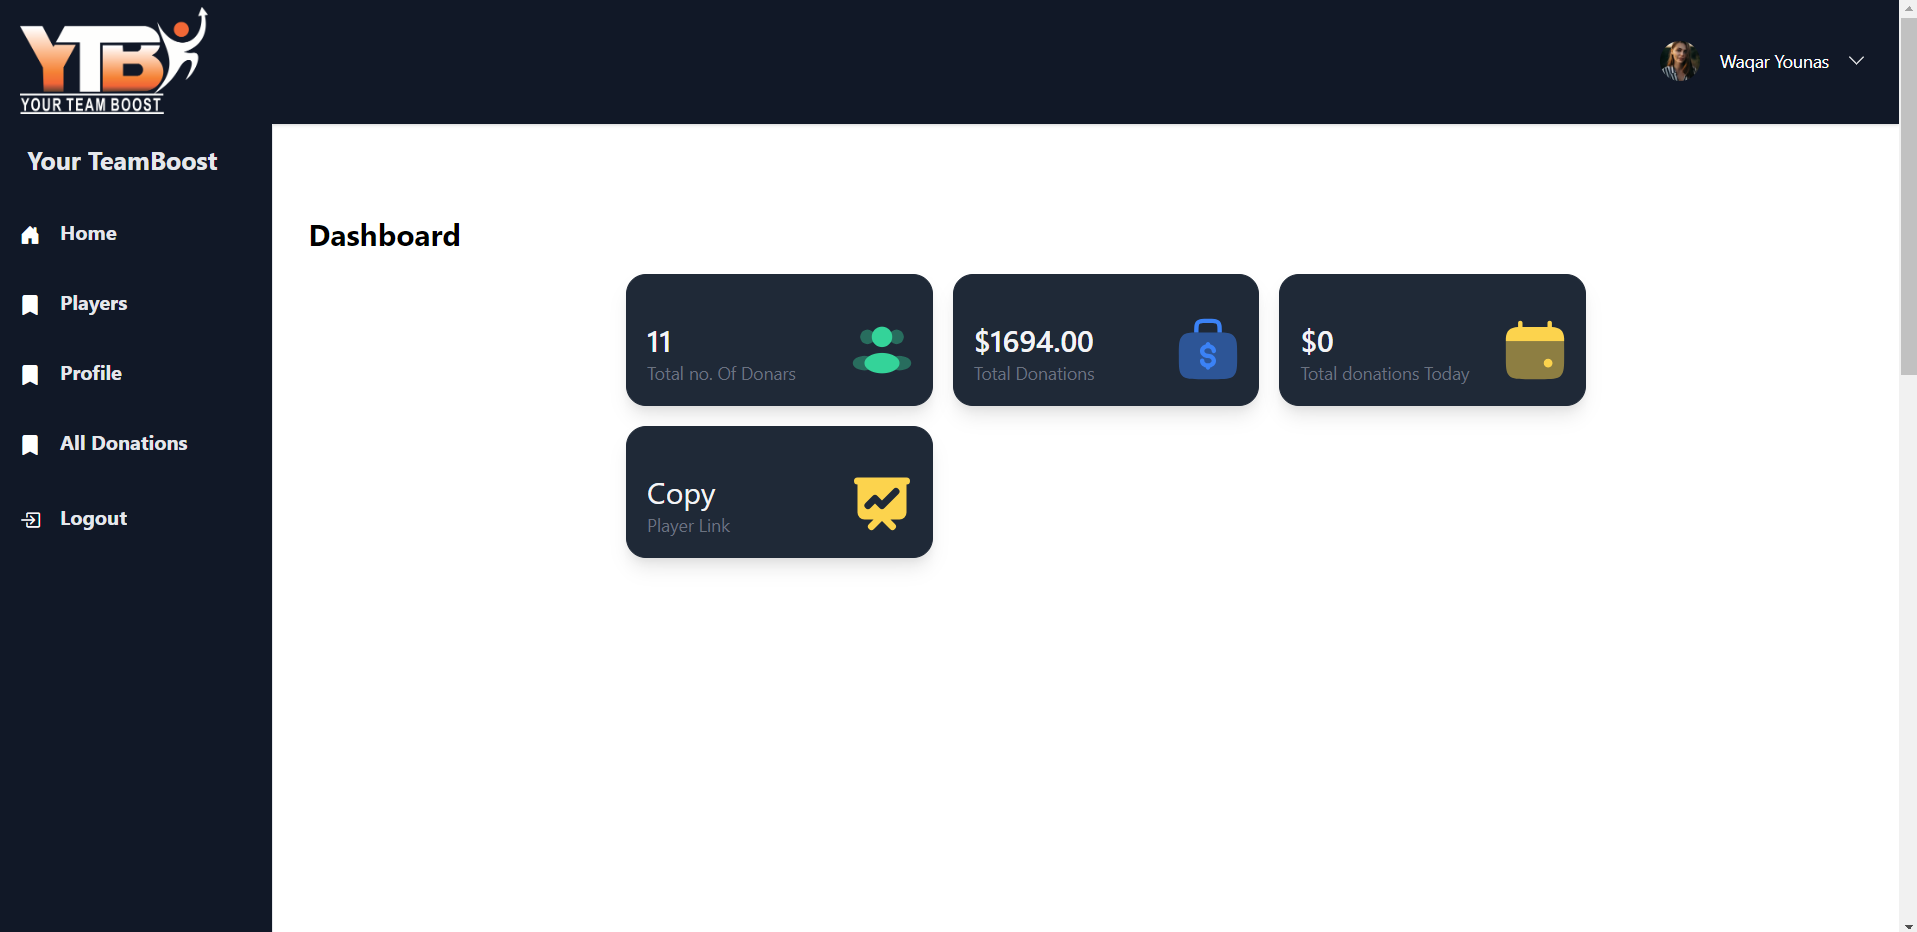 YTB
YOUR TEAM BOOST
Waqar Younas
Your TeamBoost
Home
Players
Profile
All Donations
Logout
Dashboard
11
Total no. Of Donars
$1694.00
Total Donations
$
$0
Total donations Today
Copy
Player Link